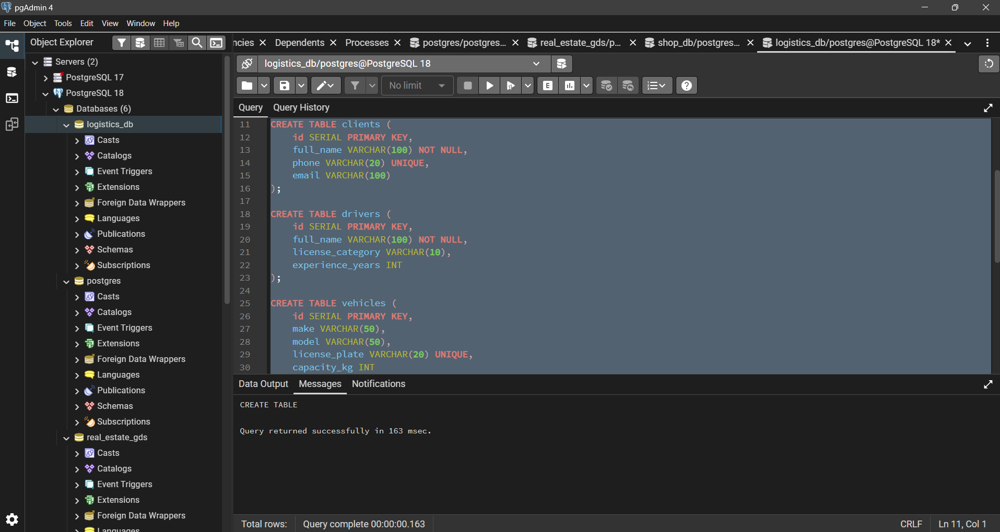 pgAdmin 4
File Object Tools Edit View Window Help
Object Explorer
ncies Dependents Processes postgres/postgres... real_estate_gds/p... shop_db/postgres... logistics_db/postgres@PostgreSQL 18*
Servers (2)
PostgreSQL 17
PostgreSQL 18
Databases (6)
logistics_db
Casts
Catalogs
Event Triggers
Extensions
Foreign Data Wrappers
Languages
Publications
Schemas
Subscriptions
postgres
Casts
Catalogs
Event Triggers
Extensions
Foreign Data Wrappers
Languages
Publications
Schemas
Subscriptions
real_estate_gds
Casts
Catalogs
Event Triggers
Extensions
Foreign Data Wrappers
Languages
logistics_db/postgres@PostgreSQL 18
No limit
E
Query Query History
11 CREATE TABLE clients (
12 id SERIAL PRIMARY KEY,
13 full_name VARCHAR(100) NOT NULL,
14 phone VARCHAR(20) UNIQUE,
15 email VARCHAR(100)
16 );
17
18 CREATE TABLE drivers (
19 id SERIAL PRIMARY KEY,
20 full_name VARCHAR(100) NOT NULL,
21 license_category VARCHAR(10),
22 experience_years INT
23 );
24
25 CREATE TABLE vehicles (
26 id SERIAL PRIMARY KEY,
27 make VARCHAR(50),
28 model VARCHAR(50),
29 license_plate VARCHAR(20) UNIQUE,
30 capacity_kg INT
Data Output Messages Notifications
CREATE TABLE
Query returned successfully in 163 msec.
Total rows: Query complete 00:00:00.163 CRLF Ln 11, Col 1